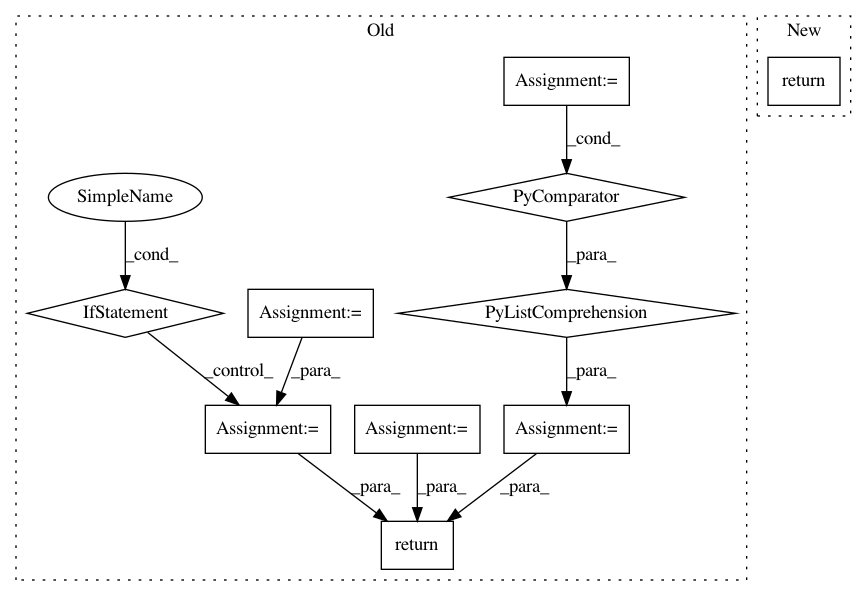 Old
New
Assignment:=
return
_cond_
SimpleName
PyComparator
_cond_
_para_
IfStatement
Assignment:=
PyListComprehension
_control_
_para_
_para_
Assignment:=
Assignment:=
Assignment:=
_para_
_para_
_para_
return